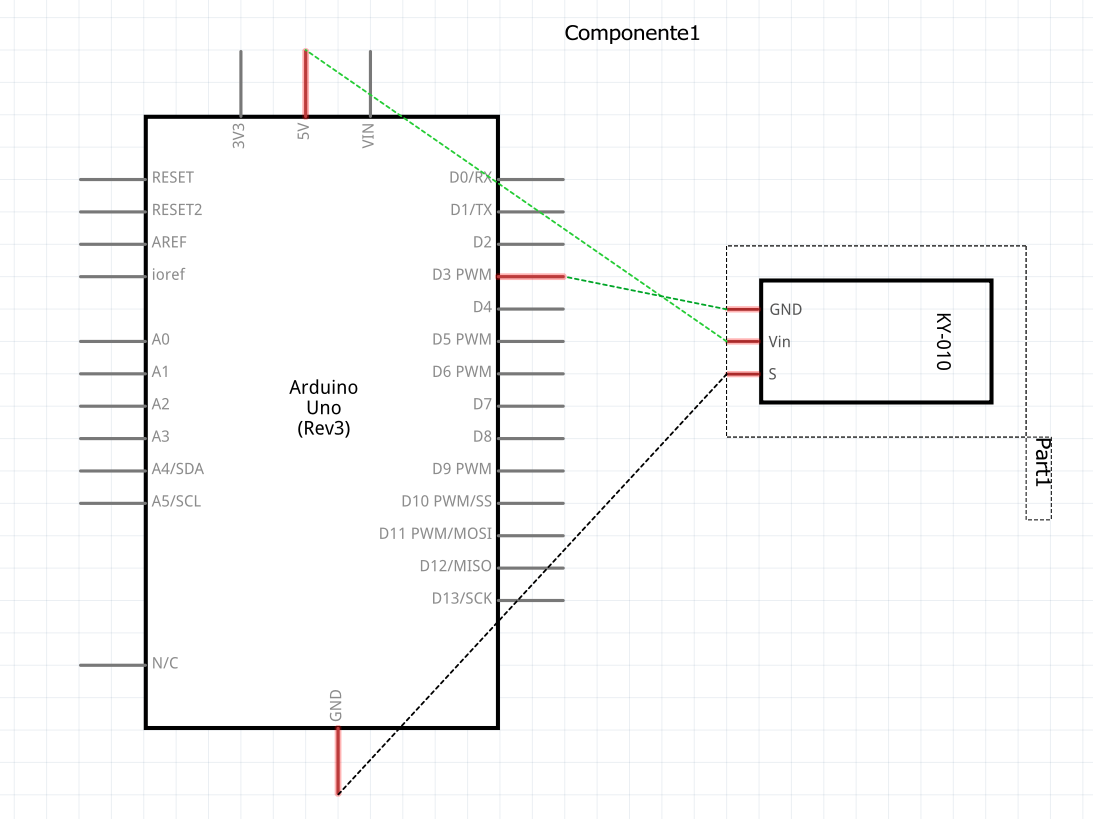 Componente1
3V3
5V
VIN
RESET
RESET2
AREF
ioref
A0
A1
A2
A3
A4/SDA
A5/SCL
N/C
Arduino
Uno
(Rev3)
D0/RX
D1/TX
D2
D3 PWM
D4
D5 PWM
D6 PWM
D7
D8
D9 PWM
D10 PWM/SS
D11 PWM/MOSI
D12/MISO
D13/SCK
GND
GND
Vin
S
KY-010
Part1